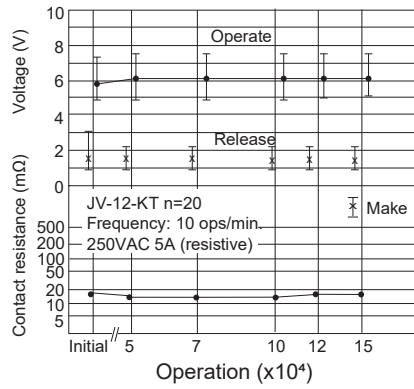 Voltage (V)
10
8
6
4
2
0
Operate
Release
Contact resistance (mΩ)
JV-12-KT n=20
Frequency: 10 ops/min.
250VAC 5A (resistive)
Make
500
200
100
50
20
10
5
Initial 5 7 10 12 15
Operation (x10⁴)